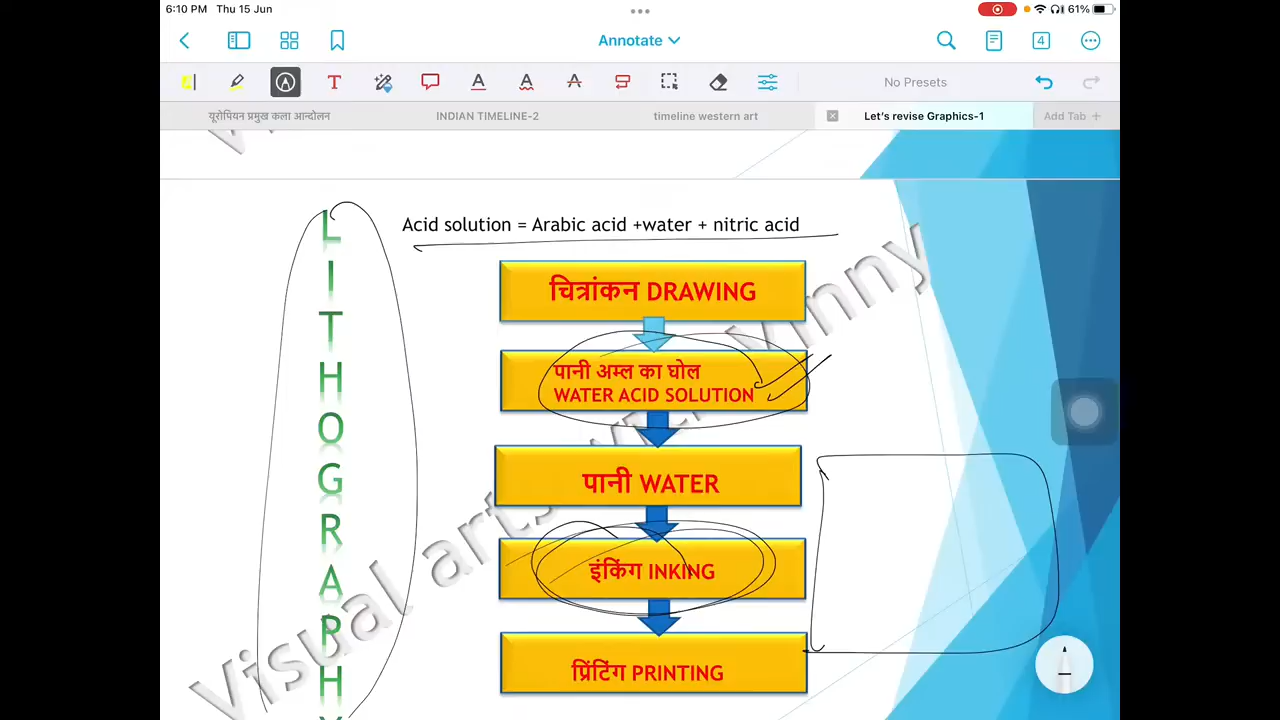 6:10 PM Thu 15 Jun
61%
Annotate
4
No Presets
यूरोपियन प्रमुख कला आन्दोलन
INDIAN TIMELINE-2
timeline western art
Let's revise Graphics-1
Add Tab +
LITHOGRAPHY
Acid solution = Arabic acid +water + nitric acid
चित्रांकन DRAWING
पानी अम्ल का घोल
WATER ACID SOLUTION
पानी WATER
इंकिंग INKING
प्रिंटिंग PRINTING
Visual arts
Vinny